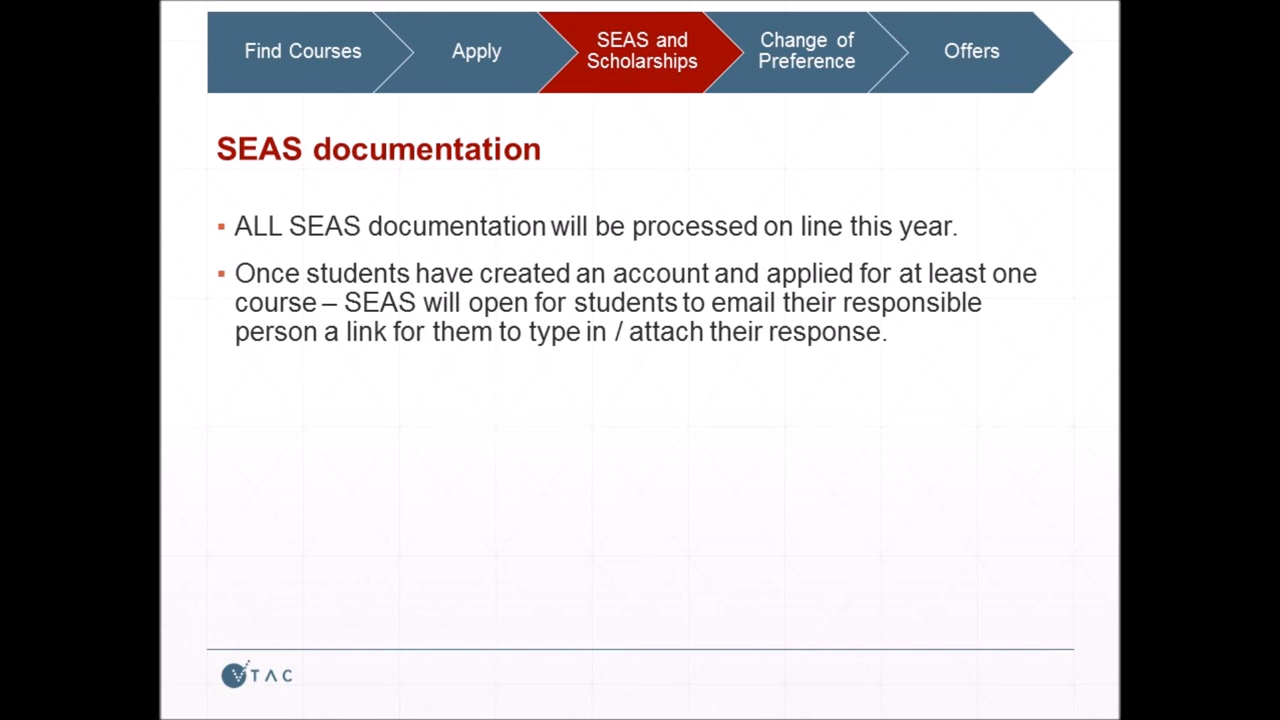 Find Courses
Apply
SEAS and
Scholarships
Change of
Preference
Offers
SEAS documentation
▪ ALL SEAS documentation will be processed on line this year.
▪ Once students have created an account and applied for at least one
course – SEAS will open for students to email their responsible
person a link for them to type in / attach their response.
VTAC